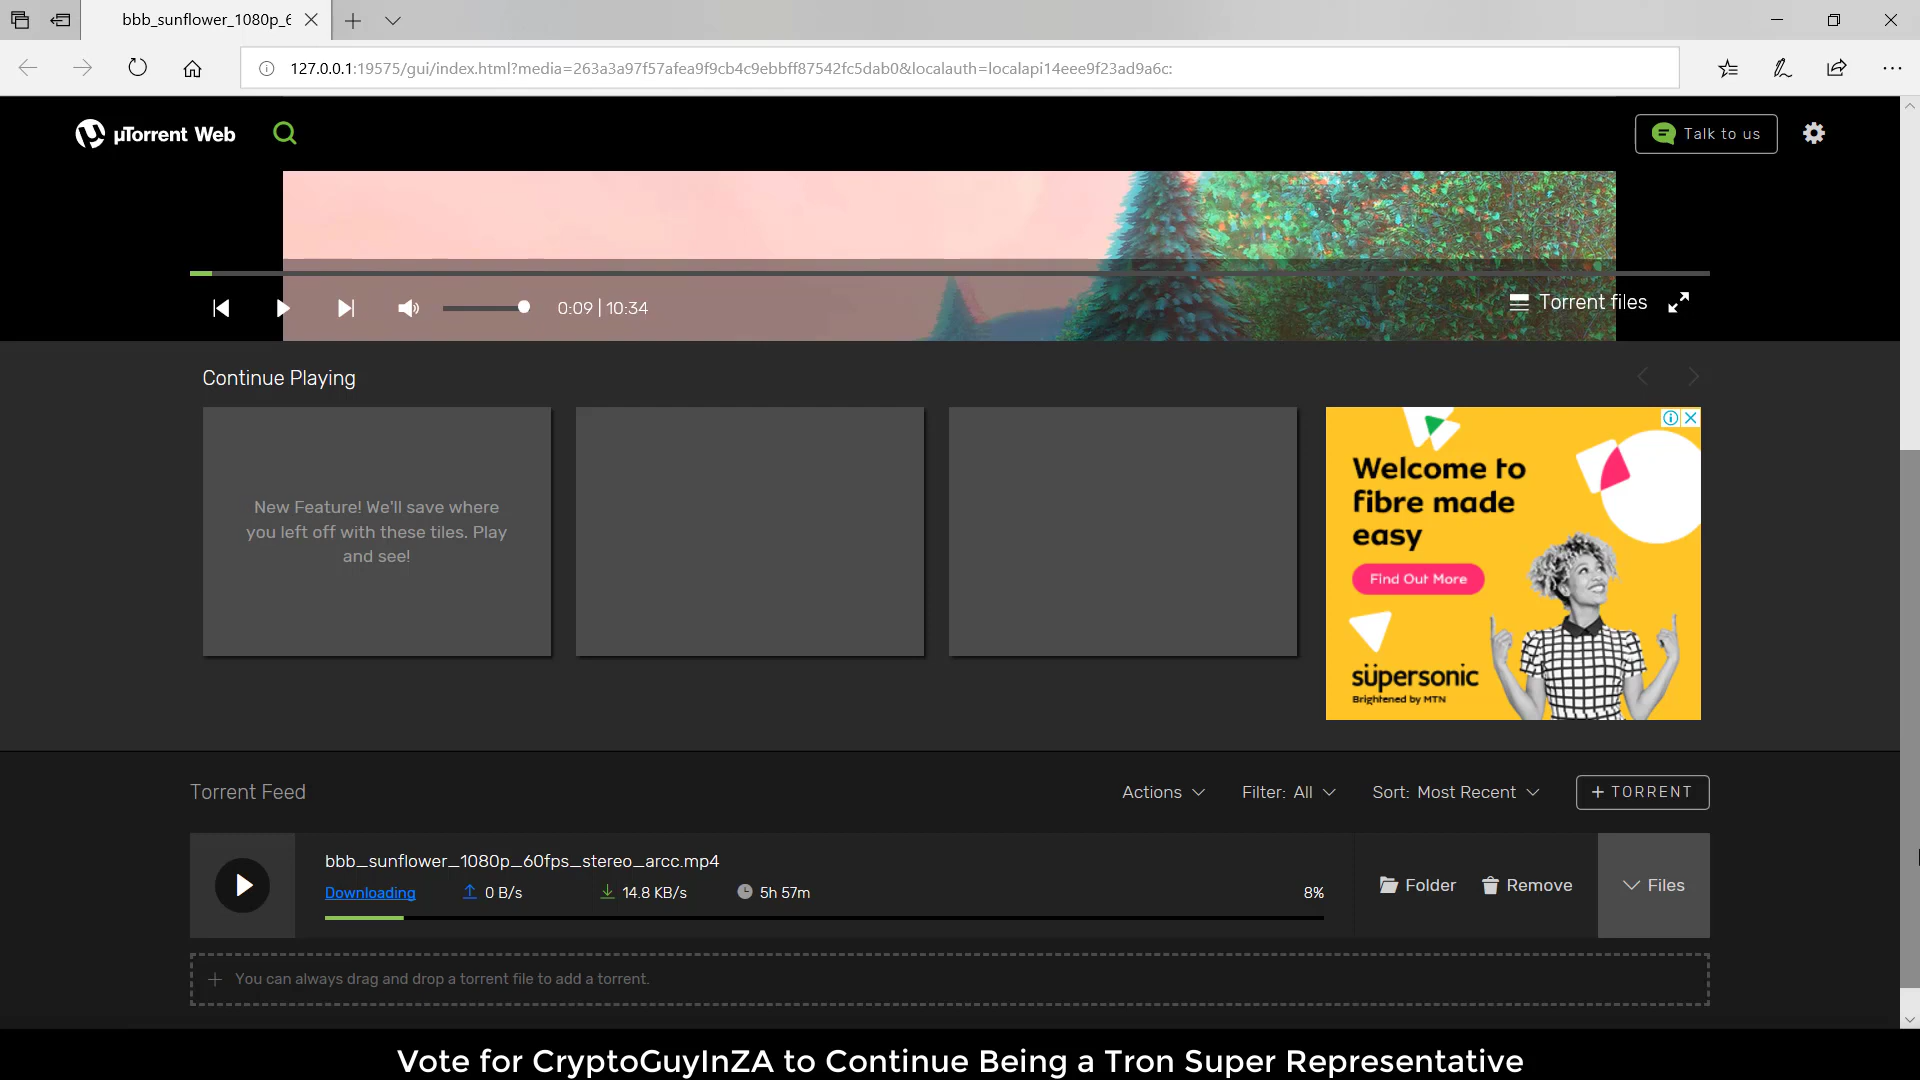 bbb_sunflower_1080p_6
127.0.0.1:19575/gui/index.html?media=263a3a97f57afea9f9cb4c9ebbff87542fc5dab0&localauth=localapi14eee9f23ad9a6c:
µTorrent Web
Talk to us
0:09 | 10:34
Torrent files
Continue Playing
New Feature! We'll save where
you left off with these tiles. Play
and see!
Welcome to
fibre made
easy
Find Out More
süpersonic
Brightened by MTN
Torrent Feed
Actions
Filter: All
Sort: Most Recent
+ TORRENT
bbb_sunflower_1080p_60fps_stereo_arcc.mp4
Downloading
0 B/s
14.8 KB/s
5h 57m
8%
Folder
Remove
Files
You can always drag and drop a torrent file to add a torrent.
Vote for CryptoGuyInZA to Continue Being a Tron Super Representative